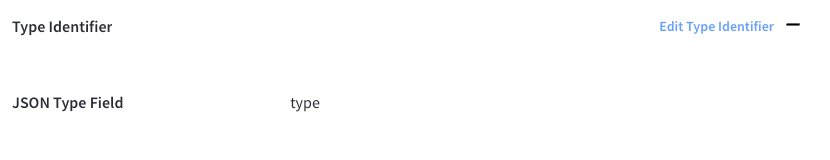 Type Identifier Edit Type Identifier
JSON Type Field type